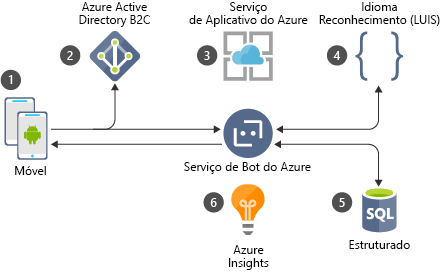 Azure Active
Directory B2C
Serviço
de Aplicativo do Azure
Idioma
Reconhecimento (LUIS)
1
2
3
4
Móvel
Serviço de Bot do Azure
6
5
SQL
Azure
Insights
Estruturado